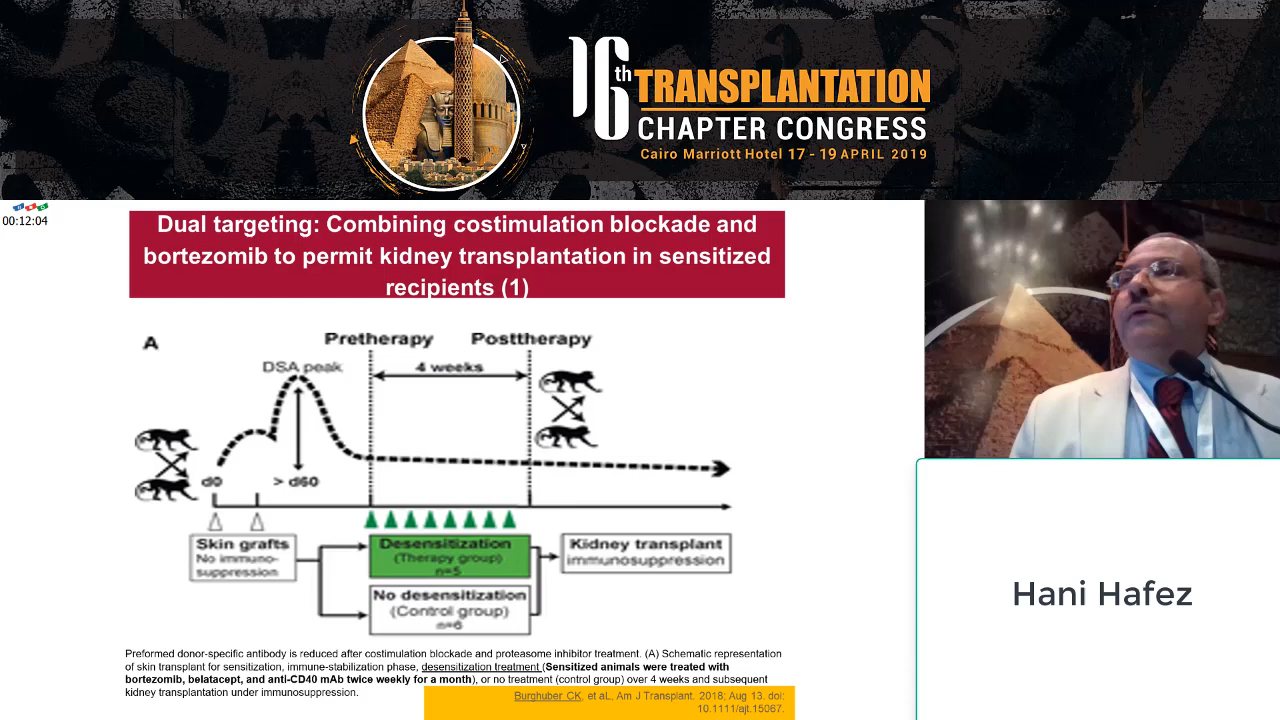 16th TRANSPLANTATION
CHAPTER CONGRESS
Cairo Marriott Hotel 17 - 19 APRIL 2019
00:12:04
Dual targeting: Combining costimulation blockade and
bortezomib to permit kidney transplantation in sensitized
recipients (1)
A
Pretherapy
Posttherapy
DSA peak
4 weeks
d0
> d60
Skin grafts
No immuno-
suppression
Desensitization
(Therapy group)
n=5
No desensitization
(Control group)
n=6
Kidney transplant
immunosuppression
Preformed donor-specific antibody is reduced after costimulation blockade and proteasome inhibitor treatment. (A) Schematic representation
of skin transplant for sensitization, immune-stabilization phase, desensitization treatment (Sensitized animals were treated with
bortezomib, belatacept, and anti-CD40 mAb twice weekly for a month), or no treatment (control group) over 4 weeks and subsequent
kidney transplantation under immunosuppression.
Burghuber CK, et aL, Am J Transplant. 2018; Aug 13. doi:
10.1111/ajt.15067.
Hani Hafez